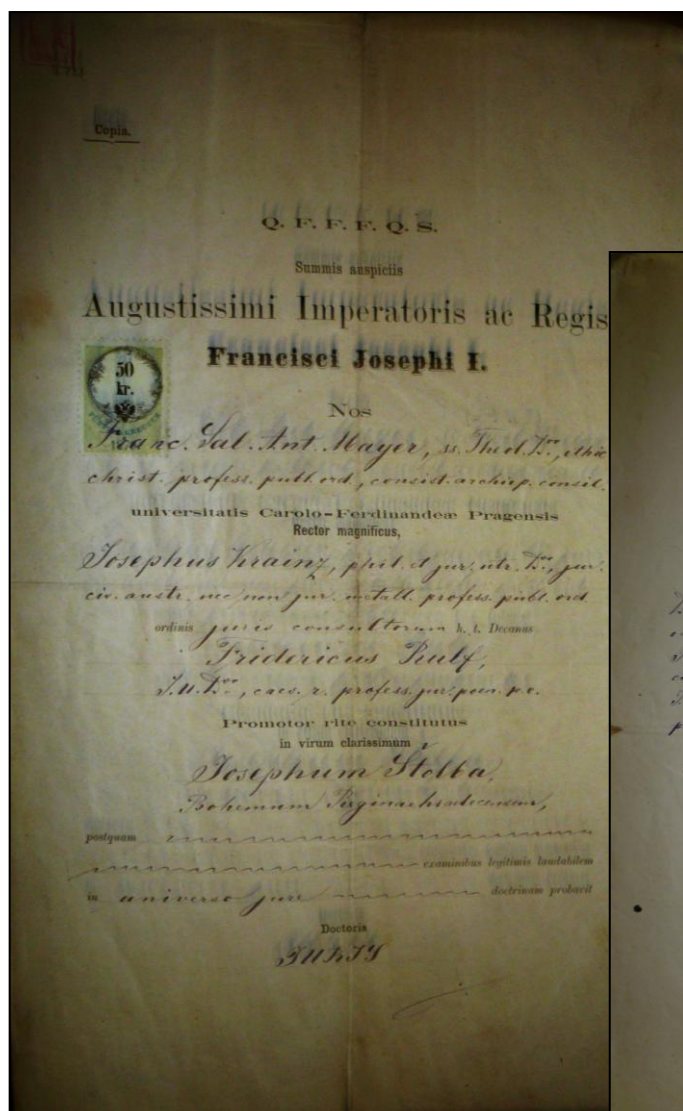 Copia.
Q. F. F. F. Q. S.
Summis auspiciis
Augustissimi Imperatoris ac Regis
Francisci Josephi I.
50
kr.
Nos
Franc. Sal. Ant. Mayer, ss. Theol. Dr., ethic
christ. profess. publ. ord., consist. archiep. consil.
universitatis Carolo-Ferdinandeæ Pragensis
Rector magnificus,
Josephus Krainz, phil. et jur. utr. Dr., jur.
civ. austr. nec non jur. metall. profess. publ. ord
ordinis juris consultorum h. t. Decanus
Fridericus Rulf,
J. U. Dr., caes. r. profess. jur. poen. p. o.
Promotor rite constitutus
in virum clarissimum
Josephum Štolba,
Bohemum
postquam
examinibus legitimis laudabilem
in universo jure doctrinam probavit
Doctoris
JURIS